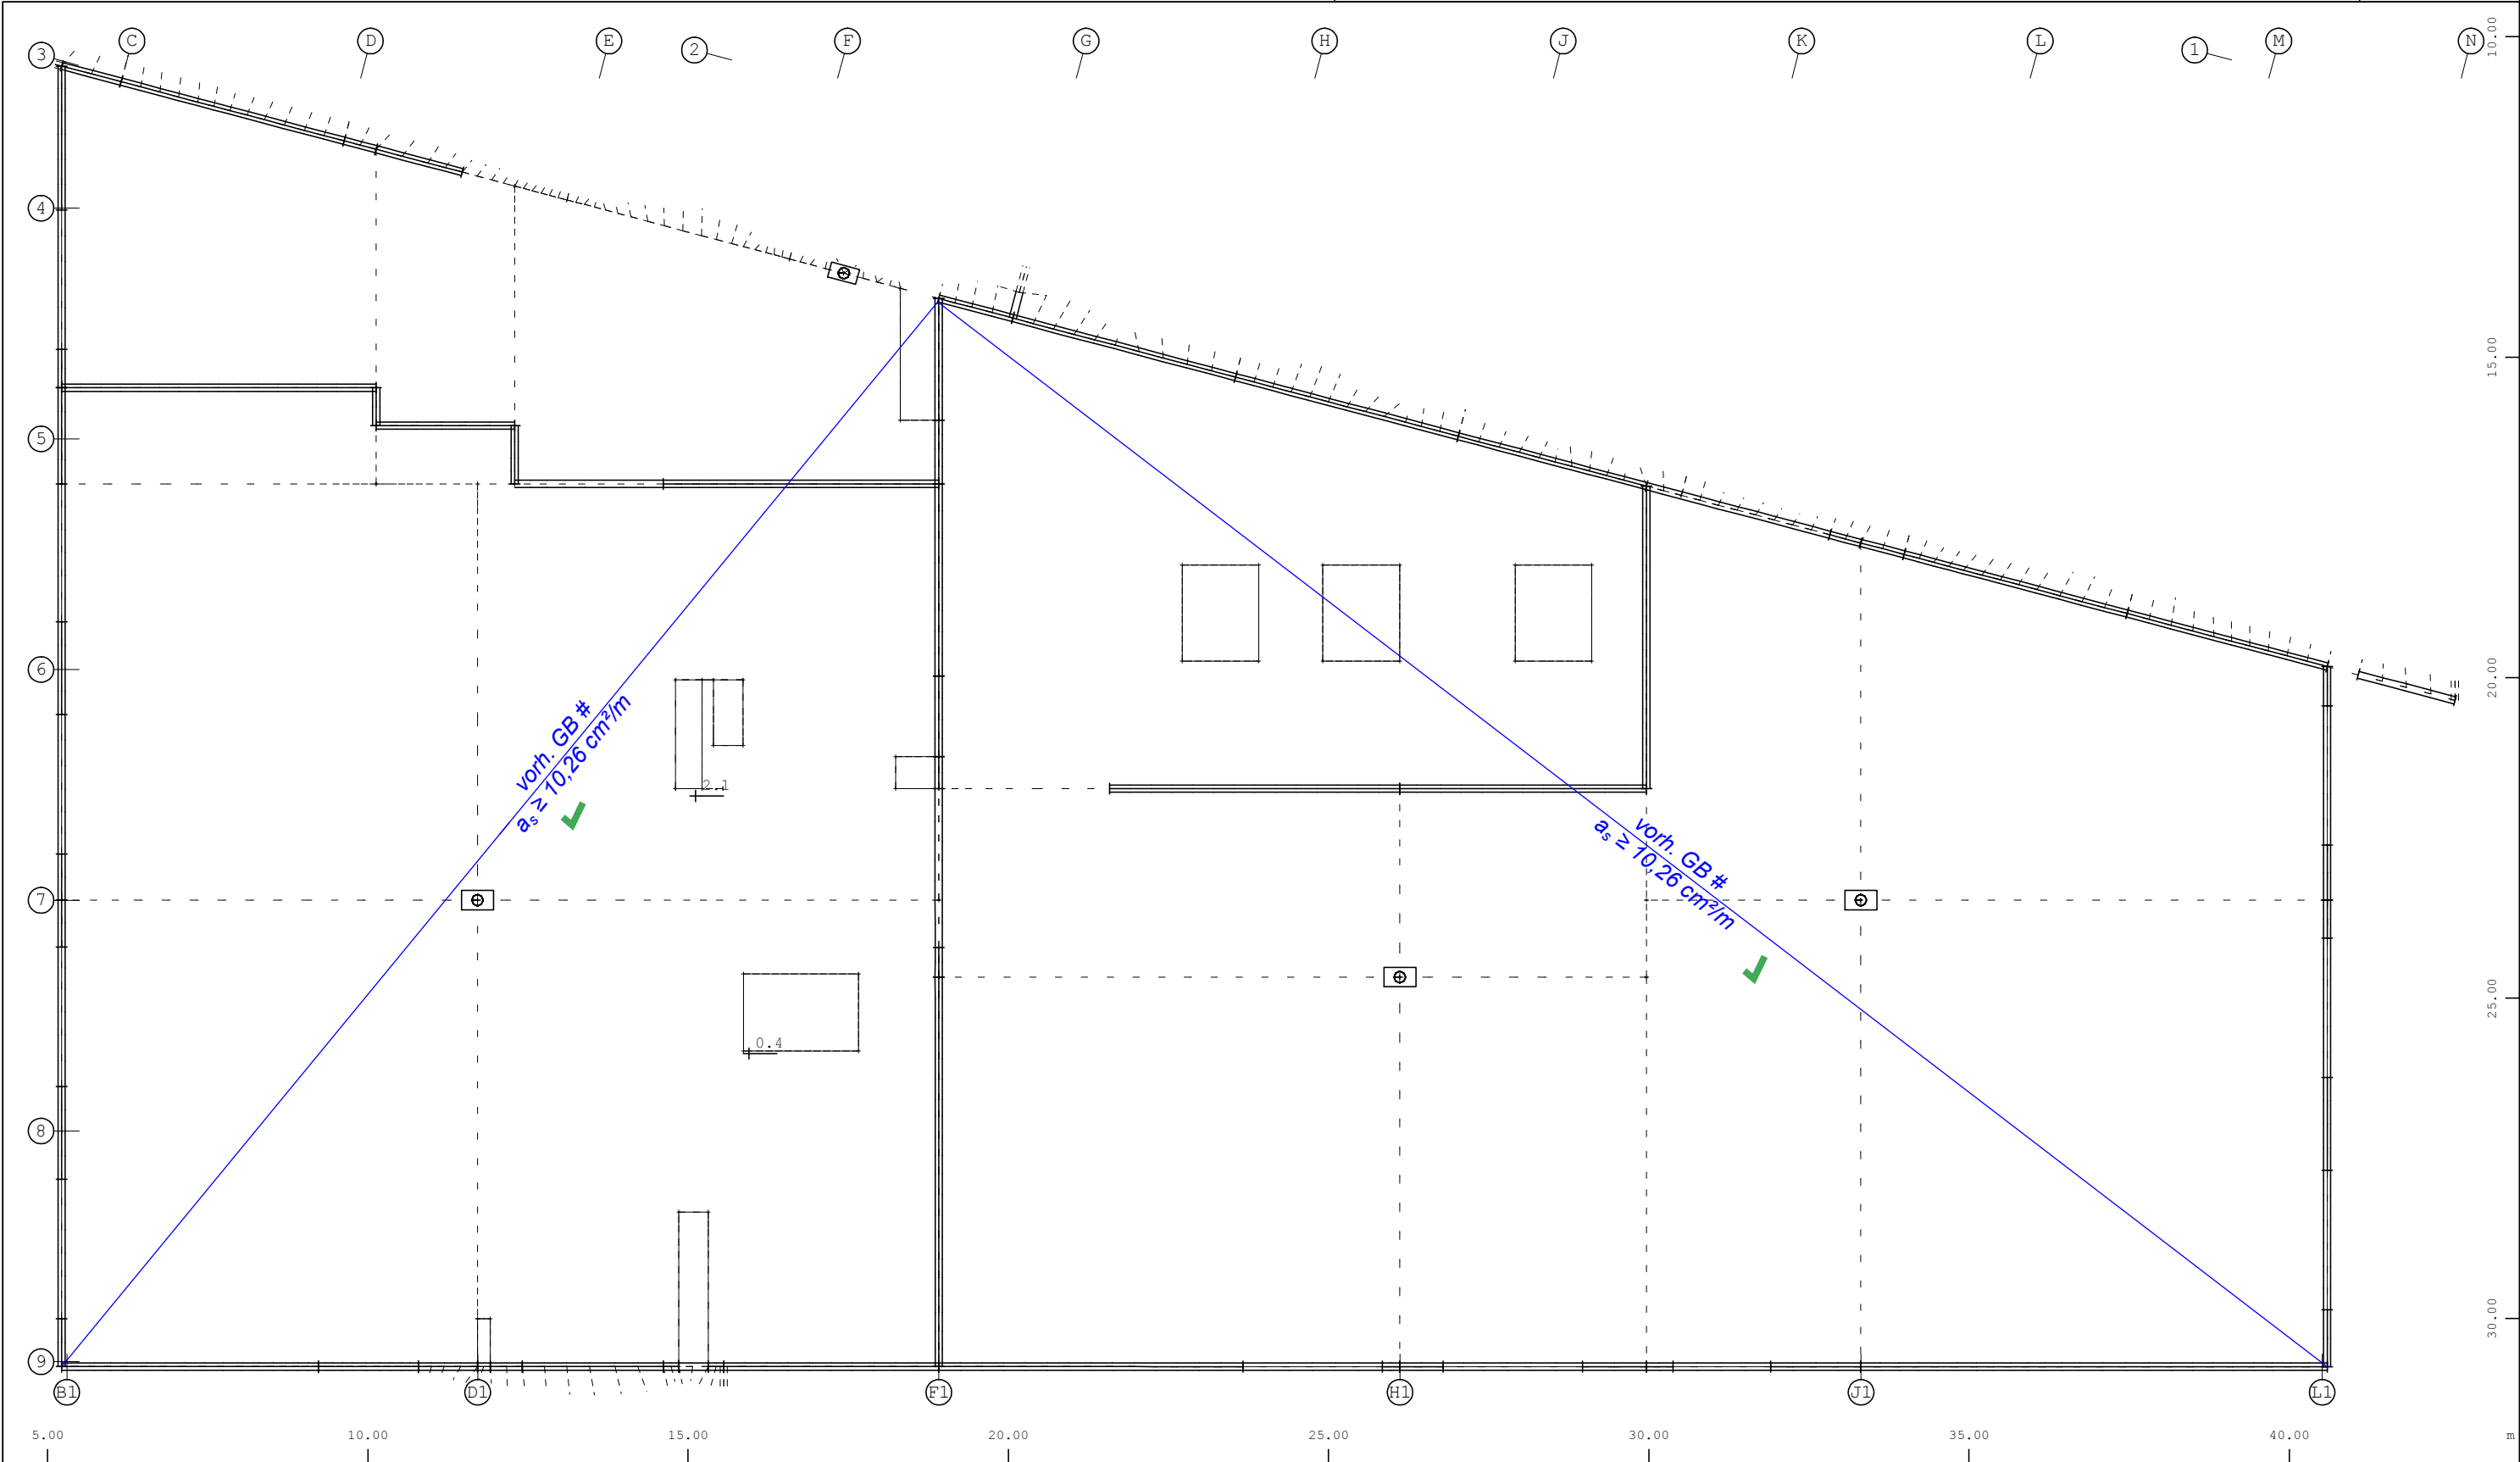 C D E 2 F G H J K L 1 M N
3
4
5
6
7
8
9
10.00
15.00
20.00
25.00
30.00
vorh. GB #
aₛ ≥ 10,26 cm²/m
2.1
vorh. GB #
aₛ ≥ 10,26 cm²/m
0.4
B1 D1 F1 H1 J1 L1
5.00 10.00 15.00 20.00 25.00 30.00 35.00 40.00 m